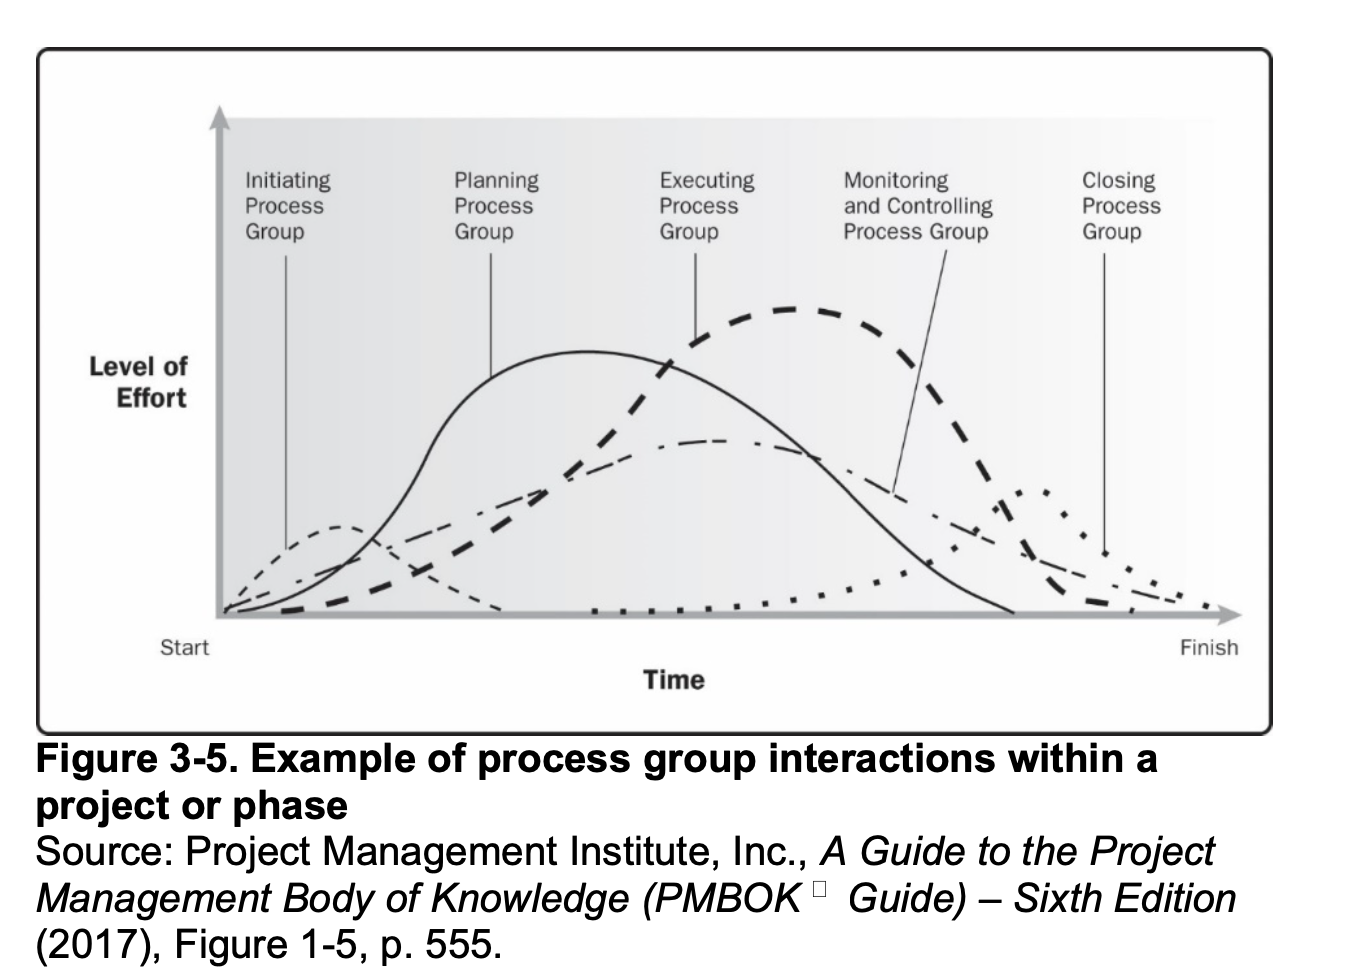 Initiating
Process
Group
Planning
Process
Group
Executing
Process
Group
Monitoring
and Controlling
Process Group
Closing
Process
Group
Level of
Effort
Start
Finish
Time
Figure 3-5. Example of process group interactions within a
project or phase
Source: Project Management Institute, Inc., A Guide to the Project
Management Body of Knowledge (PMBOK Guide) – Sixth Edition
(2017), Figure 1-5, p. 555.